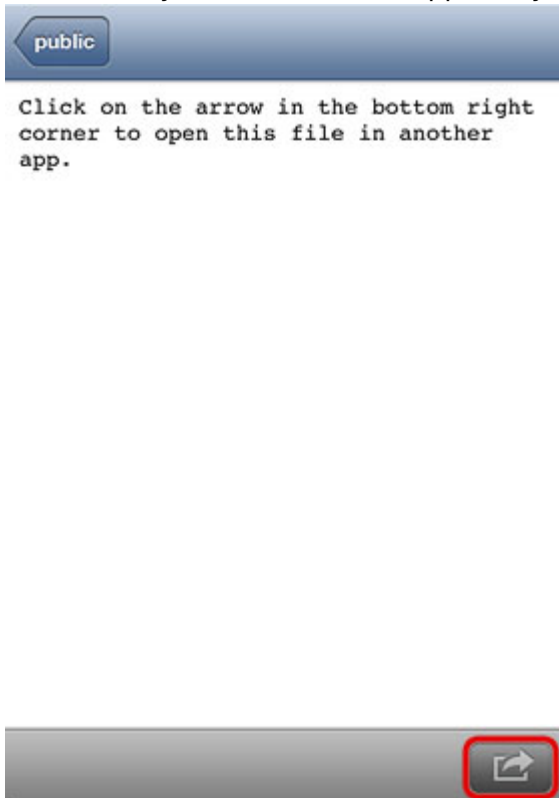 public
Click on the arrow in the bottom right
corner to open this file in another
app.